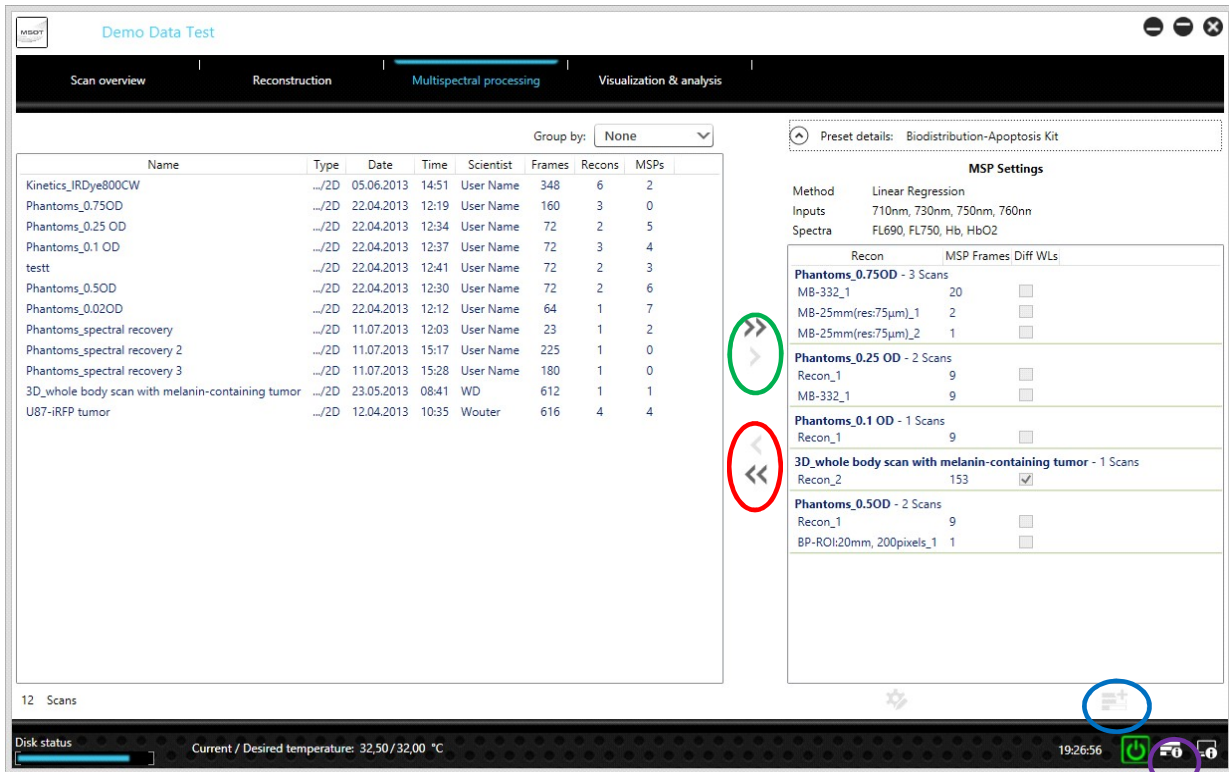 MSOT
Demo Data Test
Scan overview Reconstruction Multispectral processing Visualization & analysis
Group by: None
Name Type Date Time Scientist Frames Recons MSPs
Kinetics_IRDye800CW .../2D 05.06.2013 14:51 User Name 348 6 2
Phantoms_0.75OD .../2D 22.04.2013 12:19 User Name 160 3 0
Phantoms_0.25 OD .../2D 22.04.2013 12:34 User Name 72 2 5
Phantoms_0.1 OD .../2D 22.04.2013 12:37 User Name 72 3 4
testt .../2D 22.04.2013 12:41 User Name 72 2 3
Phantoms_0.5OD .../2D 22.04.2013 12:30 User Name 72 2 6
Phantoms_0.02OD .../2D 22.04.2013 12:12 User Name 64 1 7
Phantoms_spectral recovery .../2D 11.07.2013 12:03 User Name 23 1 2
Phantoms_spectral recovery 2 .../2D 11.07.2013 15:17 User Name 225 1 0
Phantoms_spectral recovery 3 .../2D 11.07.2013 15:28 User Name 180 1 0
3D_whole body scan with melanin-containing tumor .../2D 23.05.2013 08:41 WD 612 1 1
U87-iRFP tumor .../2D 12.04.2013 10:35 Wouter 616 4 4
12 Scans
Preset details: Biodistribution-Apoptosis Kit
MSP Settings
Method Linear Regression
Inputs 710nm, 730nm, 750nm, 760nm
Spectra FL690, FL750, Hb, HbO2
Recon MSP Frames Diff WLs
Phantoms_0.75OD - 3 Scans
MB-332_1 20
MB-25mm(res:75µm)_1 2
MB-25mm(res:75µm)_2 1
Phantoms_0.25 OD - 2 Scans
Recon_1 9
MB-332_1 9
Phantoms_0.1 OD - 1 Scans
Recon_1 9
3D_whole body scan with melanin-containing tumor - 1 Scans
Recon_2 153
Phantoms_0.5OD - 2 Scans
Recon_1 9
BP-ROI:20mm, 200pixels_1 1
Disk status
Current / Desired temperature: 32,50 / 32,00 °C
19:26:56